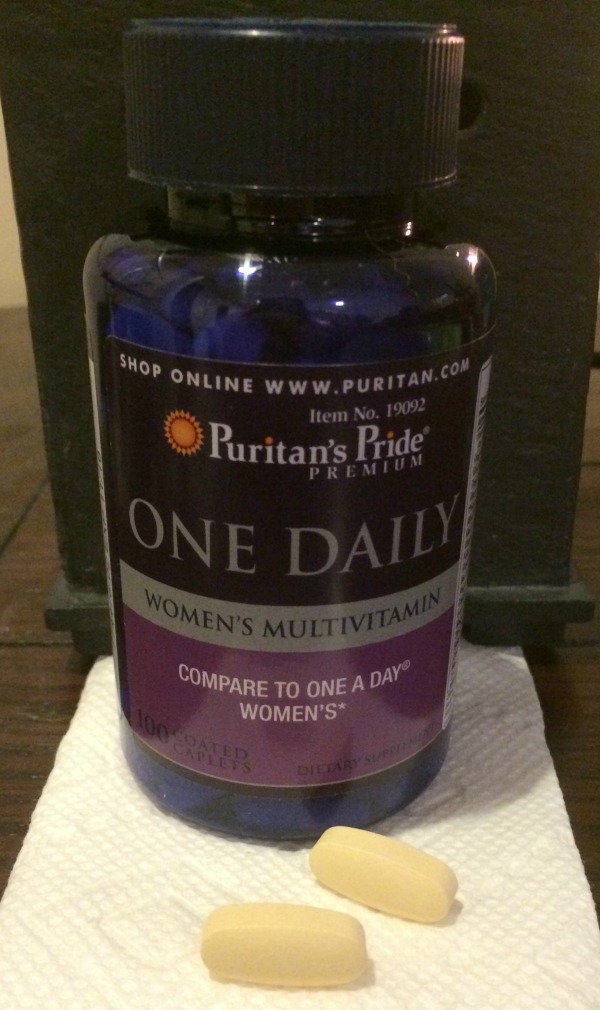 SHOP ONLINE WWW.PURITAN.COM
Item No. 19092
Puritan's Pride®
PREMIUM
ONE DAILY
WOMEN'S MULTIVITAMIN
COMPARE TO ONE A DAY®
WOMEN'S*
100 COATED
CAPLETS
DIETARY SUPPLEMENT